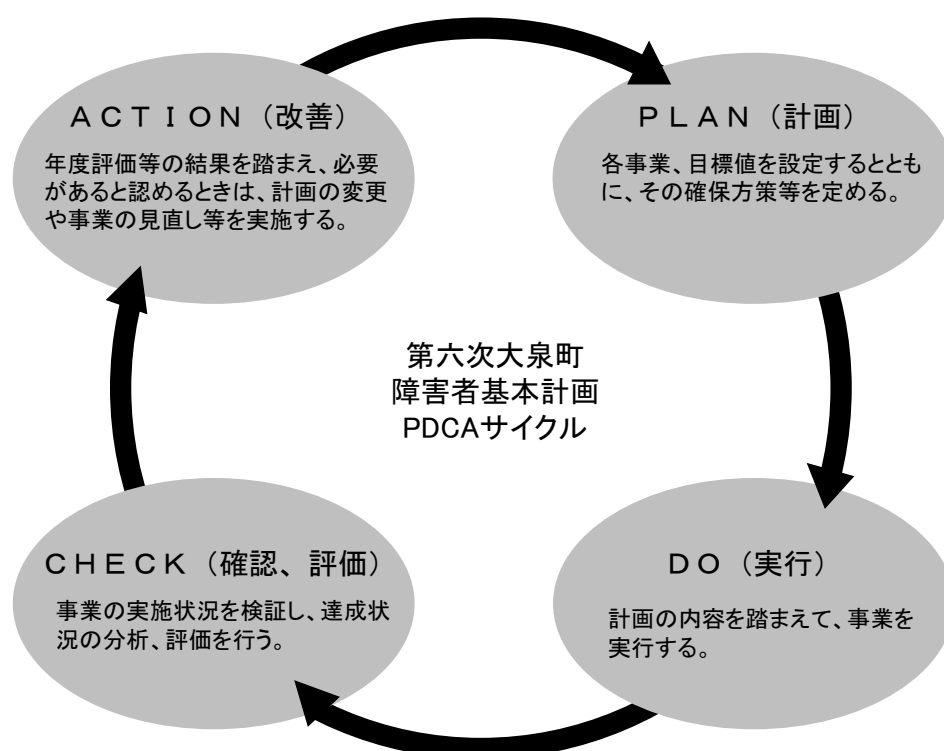 ＡＣＴＩＯＮ（改善）
年度評価等の結果を踏まえ、必要
があると認めるときは、計画の変更
や事業の見直し等を実施する。
ＰＬＡＮ（計画）
各事業、目標値を設定するととも
に、その確保方策等を定める。
第六次大泉町
障害者基本計画
PDCAサイクル
ＣＨＥＣＫ（確認、評価）
事業の実施状況を検証し、達成状
況の分析、評価を行う。
ＤＯ（実行）
計画の内容を踏まえて、事業を
実行する。